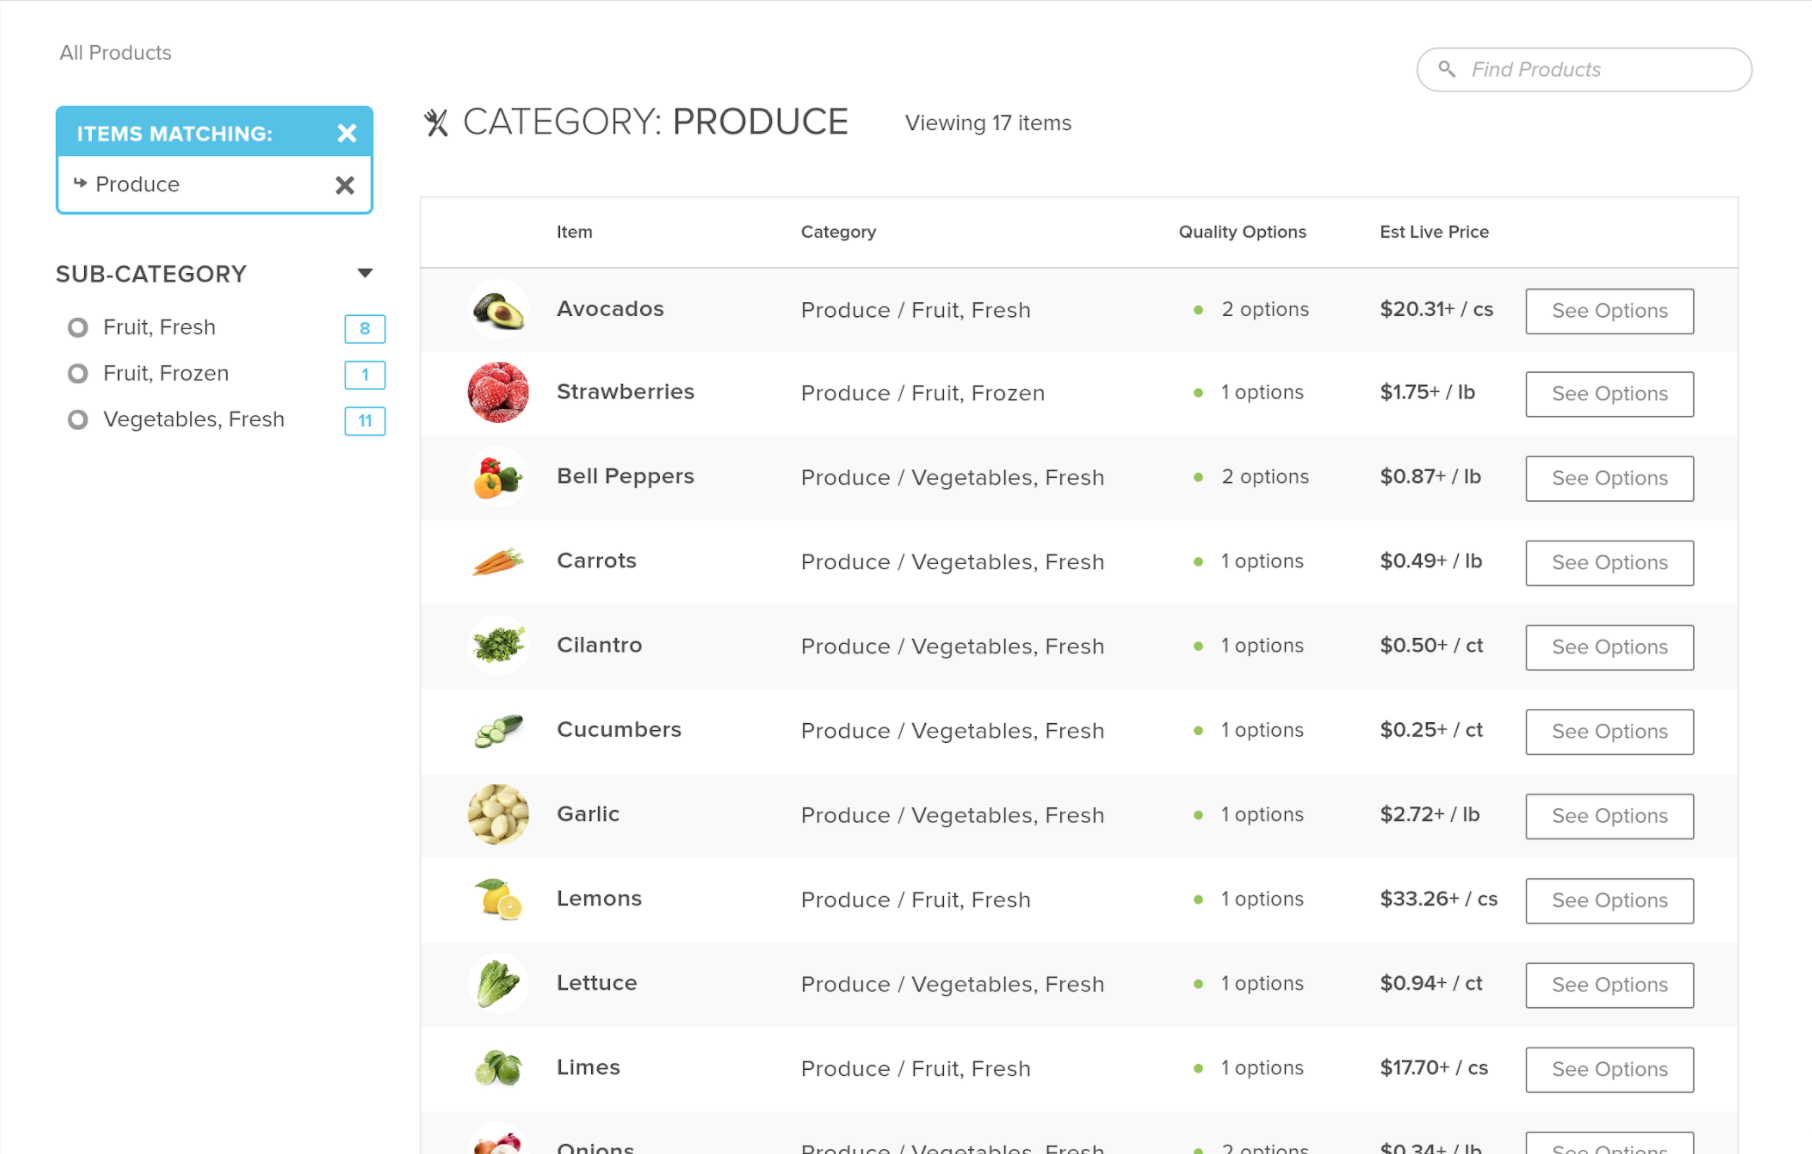 All Products
Find Products
ITEMS MATCHING:
Produce
CATEGORY: PRODUCE
Viewing 17 items
SUB-CATEGORY
Fruit, Fresh 8
Fruit, Frozen 1
Vegetables, Fresh 11
Item Category Quality Options Est Live Price
Avocados Produce / Fruit, Fresh 2 options $20.31+ / cs See Options
Strawberries Produce / Fruit, Frozen 1 options $1.75+ / lb See Options
Bell Peppers Produce / Vegetables, Fresh 2 options $0.87+ / lb See Options
Carrots Produce / Vegetables, Fresh 1 options $0.49+ / lb See Options
Cilantro Produce / Vegetables, Fresh 1 options $0.50+ / ct See Options
Cucumbers Produce / Vegetables, Fresh 1 options $0.25+ / ct See Options
Garlic Produce / Vegetables, Fresh 1 options $2.72+ / lb See Options
Lemons Produce / Fruit, Fresh 1 options $33.26+ / cs See Options
Lettuce Produce / Vegetables, Fresh 1 options $0.94+ / ct See Options
Limes Produce / Fruit, Fresh 1 options $17.70+ / cs See Options
Onions Produce / Vegetables, Fresh 2 options $0.34+ / lb See Options